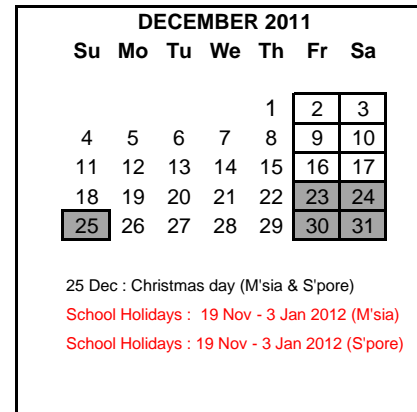 DECEMBER 2011
Su Mo Tu We Th Fr Sa
1 2 3
4 5 6 7 8 9 10
11 12 13 14 15 16 17
18 19 20 21 22 23 24
25 26 27 28 29 30 31
25 Dec : Christmas day (M'sia & S'pore)
School Holidays : 19 Nov - 3 Jan 2012 (M'sia)
School Holidays : 19 Nov - 3 Jan 2012 (S'pore)